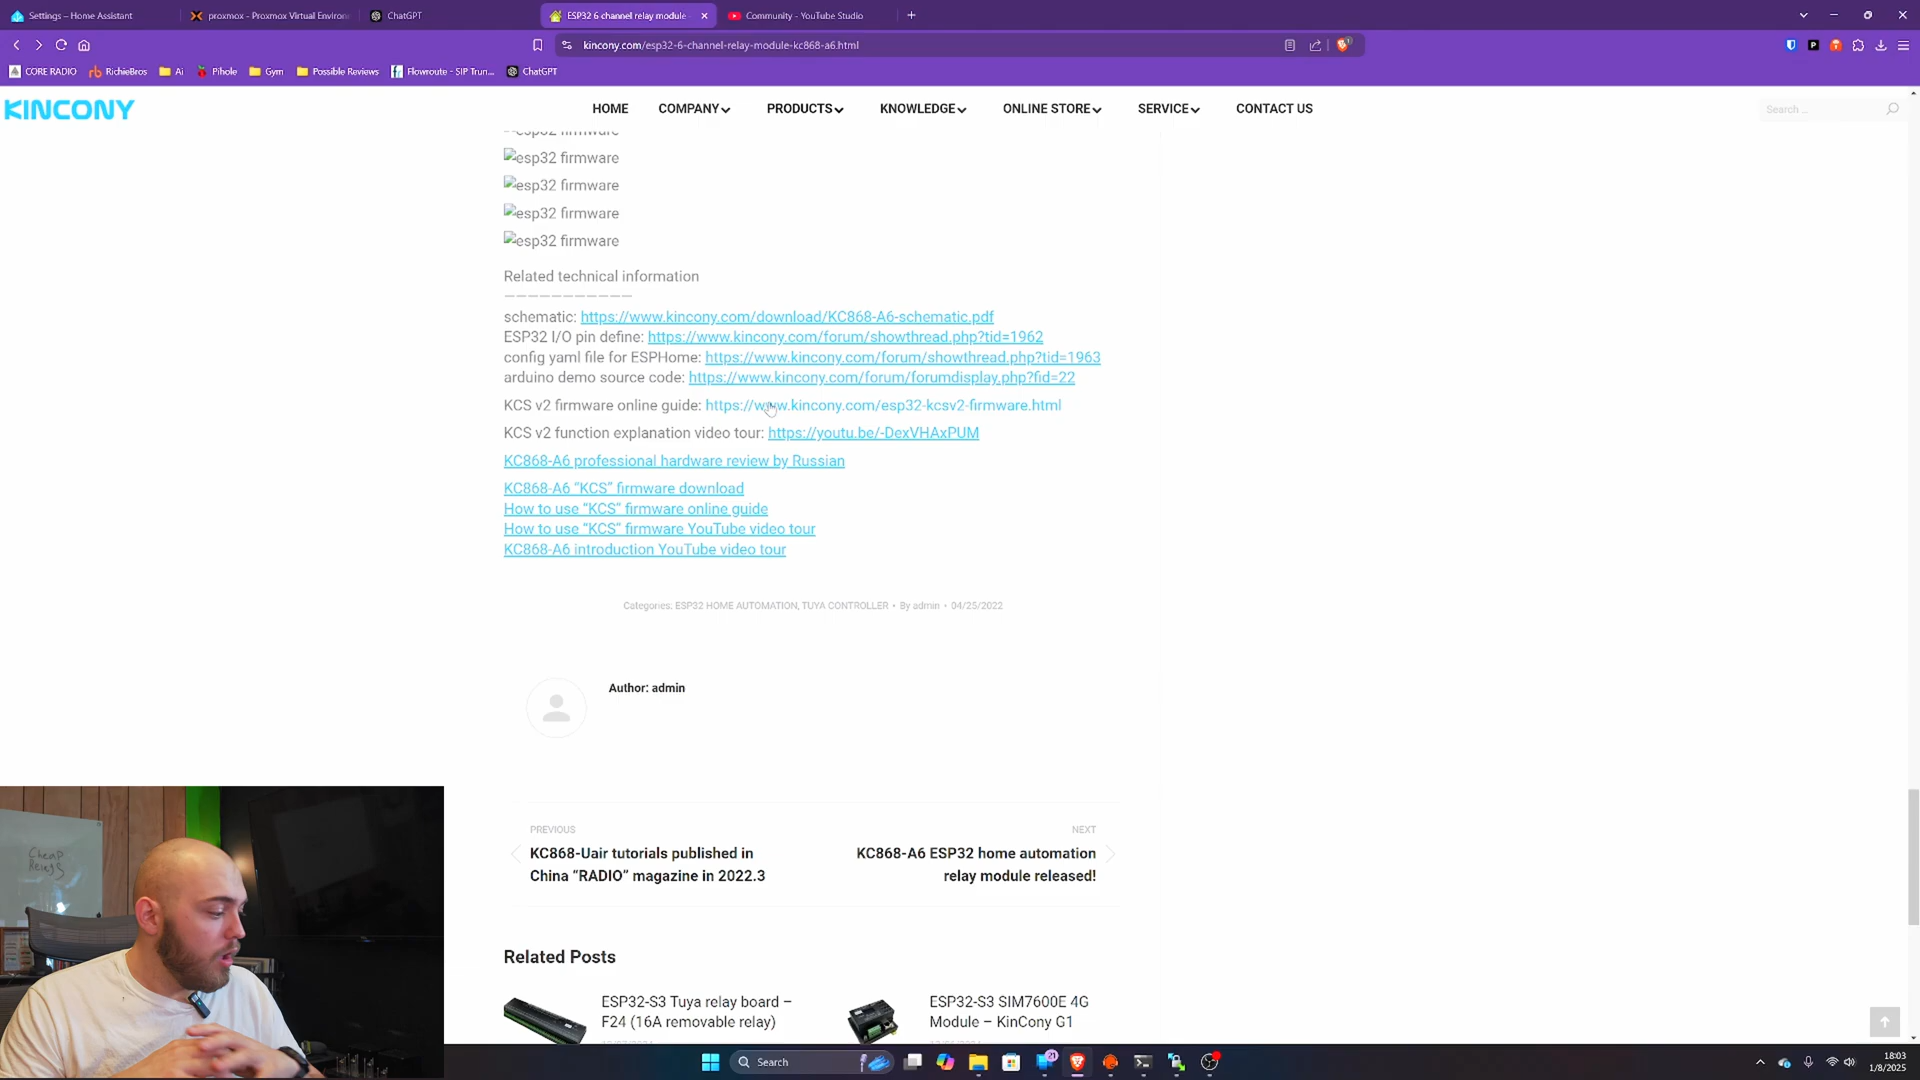 Settings – Home Assistant
proxmox - Proxmox Virtual Environ
ChatGPT
ESP32 6 channel relay module -
Community - YouTube Studio
kincony.com/esp32-6-channel-relay-module-kc868-a6.html
CORE RADIO
RichieBros
Ai
Pihole
Gym
Possible Reviews
Flowroute - SIP Trun...
ChatGPT
KINCONY
HOME
COMPANY
PRODUCTS
KNOWLEDGE
ONLINE STORE
SERVICE
CONTACT US
Search ...
esp32 firmware
esp32 firmware
esp32 firmware
esp32 firmware
esp32 firmware
Related technical information
———————————
schematic: https://www.kincony.com/download/KC868-A6-schematic.pdf
ESP32 I/O pin define: https://www.kincony.com/forum/showthread.php?tid=1962
config yaml file for ESPHome: https://www.kincony.com/forum/showthread.php?tid=1963
arduino demo source code: https://www.kincony.com/forum/forumdisplay.php?fid=22
KCS v2 firmware online guide: https://www.kincony.com/esp32-kcsv2-firmware.html
KCS v2 function explanation video tour: https://youtu.be/-DexVHAxPUM
KC868-A6 professional hardware review by Russian
KC868-A6 “KCS” firmware download
How to use “KCS” firmware online guide
How to use “KCS” firmware YouTube video tour
KC868-A6 introduction YouTube video tour
Categories: ESP32 HOME AUTOMATION, TUYA CONTROLLER • By admin • 04/25/2022
Author: admin
PREVIOUS
KC868-Uair tutorials published in
China “RADIO” magazine in 2022.3
NEXT
KC868-A6 ESP32 home automation
relay module released!
Related Posts
ESP32-S3 Tuya relay board –
F24 (16A removable relay)
ESP32-S3 SIM7600E 4G
Module – KinCony G1
Cheap
Relays
Search
21
18:03
1/8/2025